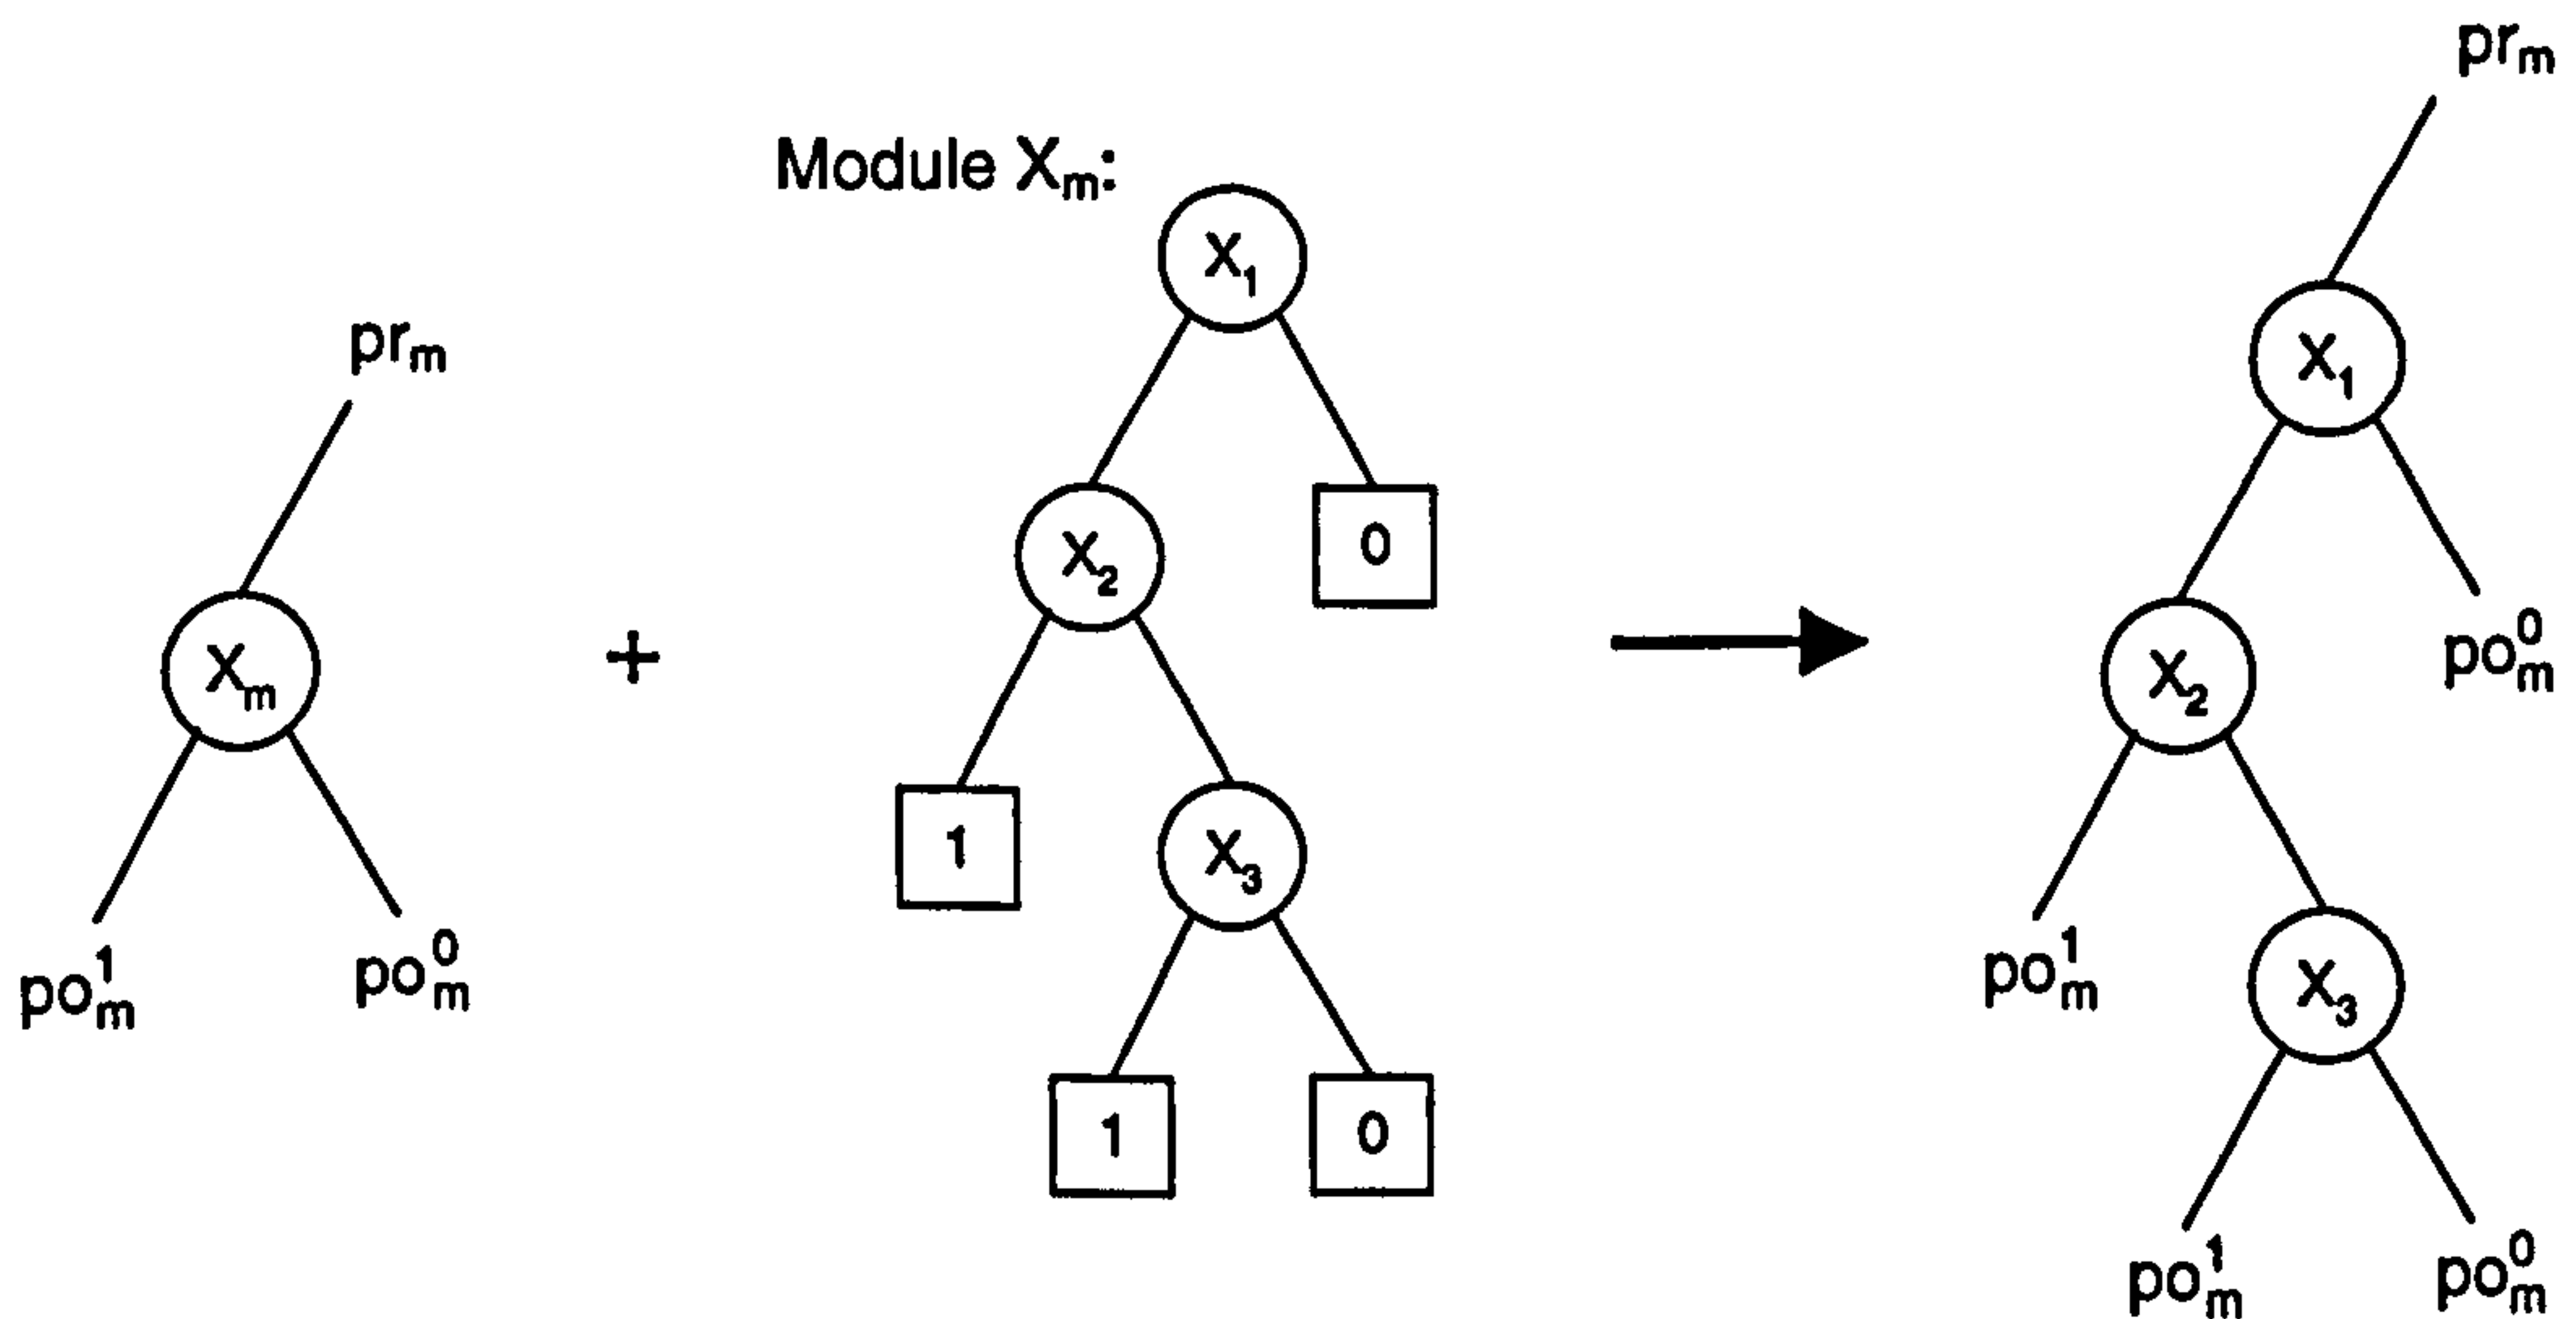 pr_m
X_m
po_m^1
po_m^0
+
Module X_m:
X_1
X_2
0
1
X_3
1
0
pr_m
X_1
X_2
po_m^0
po_m^1
X_3
po_m^1
po_m^0